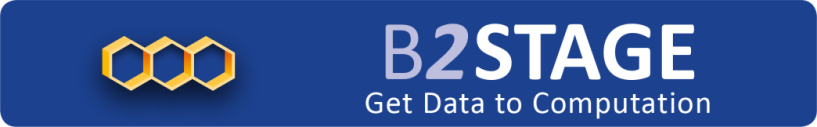 B2STAGE
Get Data to Computation